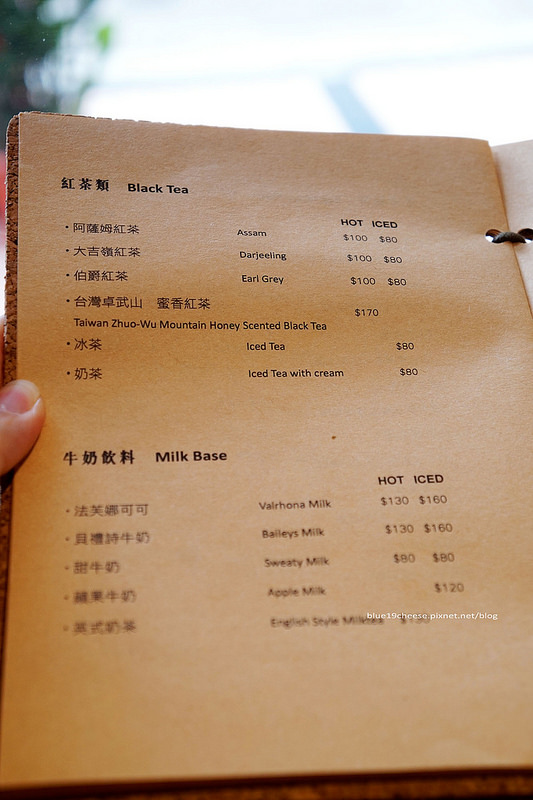 紅茶類 Black Tea
HOT ICED
・阿薩姆紅茶 Assam $100 $80
・大吉嶺紅茶 Darjeeling $100 $80
・伯爵紅茶 Earl Grey $100 $80
・台灣卓武山 蜜香紅茶 $170
Taiwan Zhuo-Wu Mountain Honey Scented Black Tea
・冰茶 Iced Tea $80
・奶茶 Iced Tea with cream $80
牛奶飲料 Milk Base
HOT ICED
・法芙娜可可 Valrhona Milk $130 $160
・貝禮詩牛奶 Baileys Milk $130 $160
・甜牛奶 Sweaty Milk $80 $80
・蘋果牛奶 Apple Milk $120
blue19cheese.pixnet.net/blog
・英式奶茶 English Style Milktea